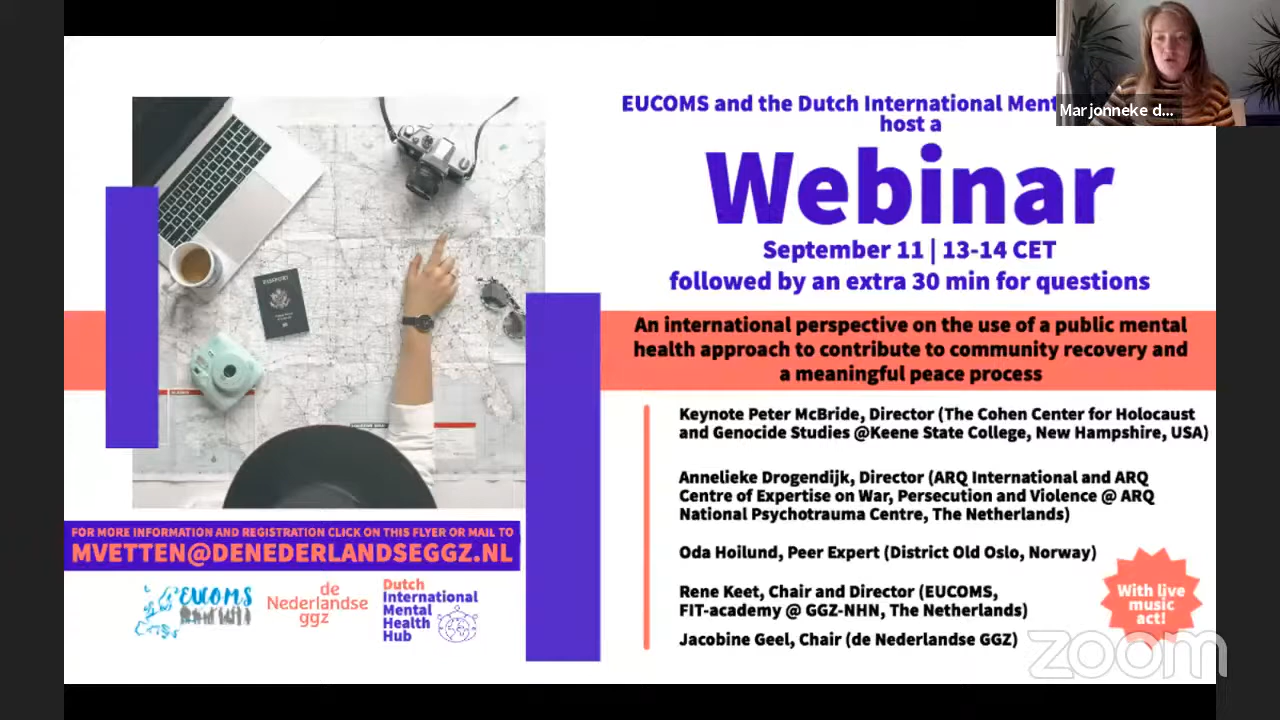 EUCOMS and the Dutch International Ment
host a
Webinar
September 11 | 13-14 CET
followed by an extra 30 min for questions
An international perspective on the use of a public mental
health approach to contribute to community recovery and
a meaningful peace process
Keynote Peter McBride, Director (The Cohen Center for Holocaust
and Genocide Studies @Keene State College, New Hampshire, USA)
Annelieke Drogendijk, Director (ARQ International and ARQ
Centre of Expertise on War, Persecution and Violence @ ARQ
National Psychotrauma Centre, The Netherlands)
Oda Hoilund, Peer Expert (District Old Oslo, Norway)
Rene Keet, Chair and Director (EUCOMS,
FIT-academy @ GGZ-NHN, The Netherlands)
Jacobine Geel, Chair (de Nederlandse GGZ)
With live
music
act!
FOR MORE INFORMATION AND REGISTRATION CLICK ON THIS FLYER OR MAIL TO
MVETTEN@DENEDERLANDSEGGZ.NL
EUCOMS
de
Nederlandse
ggz
Dutch
International
Mental
Health
Hub
PASSPORT
Marjonneke d...
zoom